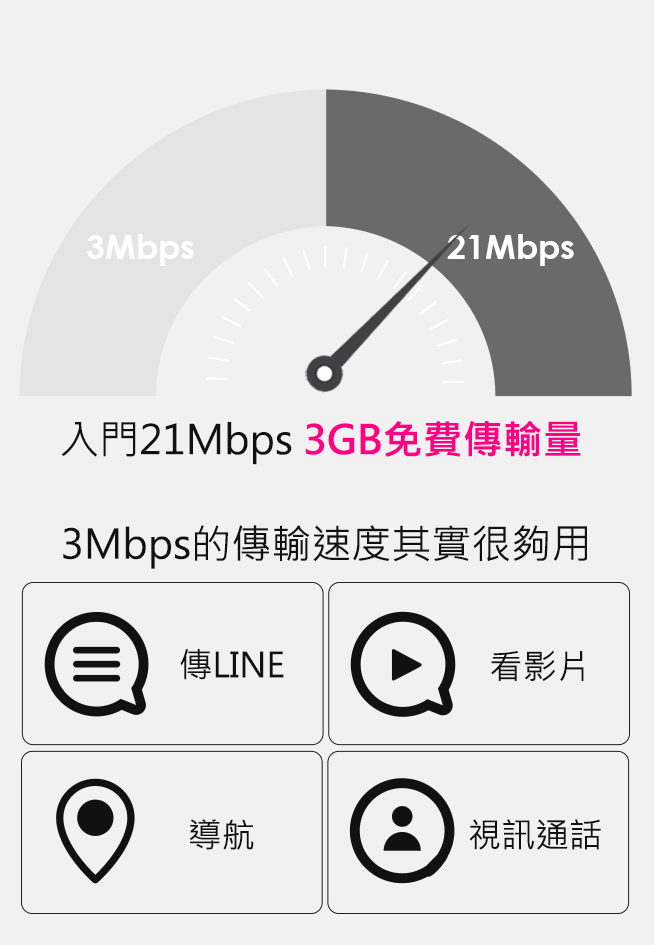 3Mbps
21Mbps
入門21Mbps 3GB免費傳輸量
3Mbps的傳輸速度其實很夠用
傳LINE
看影片
導航
視訊通話